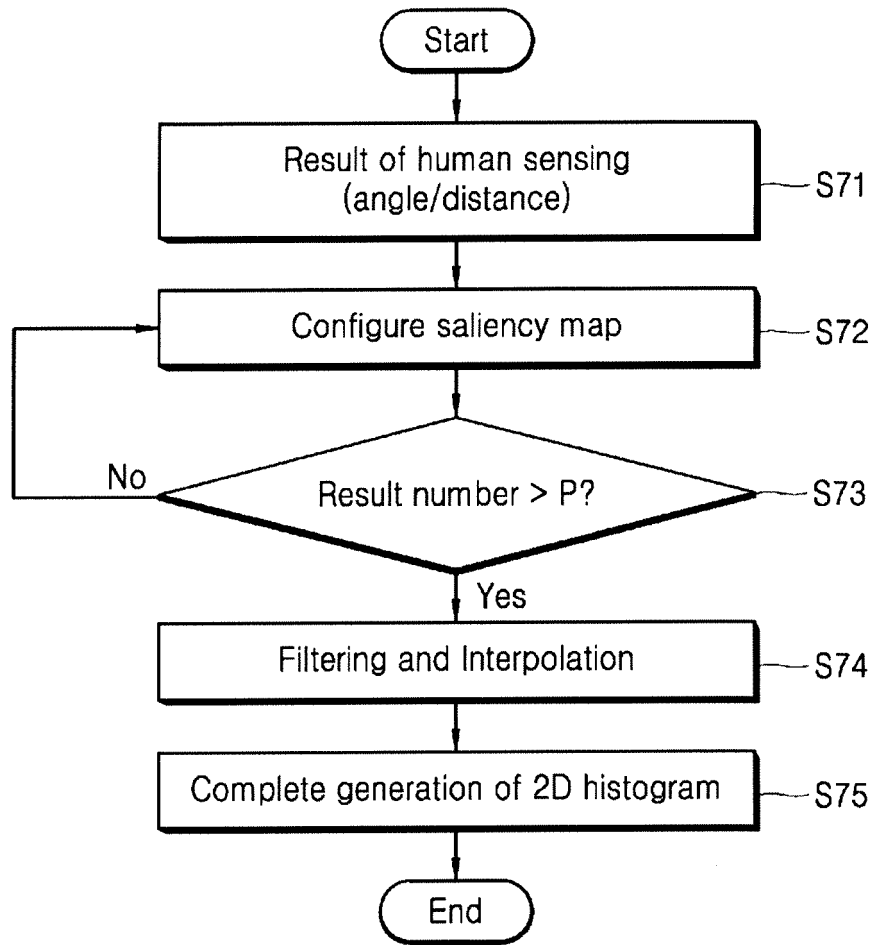 Start
Result of human sensing
(angle/distance)
S71
Configure saliency map
S72
No
Result number > P?
S73
Yes
Filtering and Interpolation
S74
Complete generation of 2D histogram
S75
End